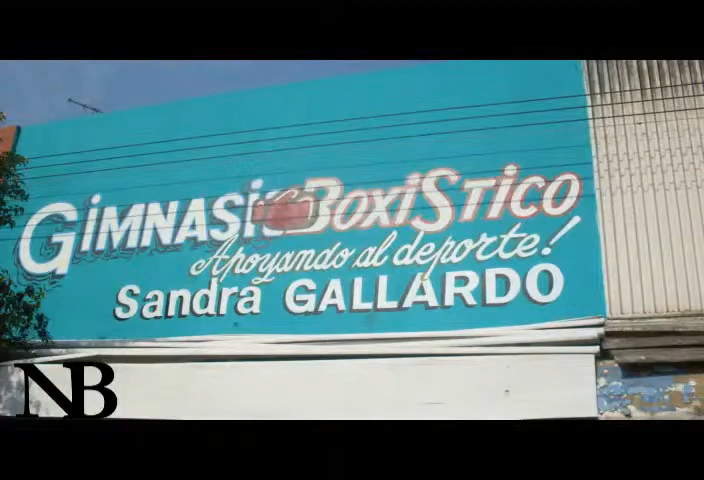 GiMNASiO BOXiSTiCO
Apoyando al deporte!
Sandra GALLARDO
NB